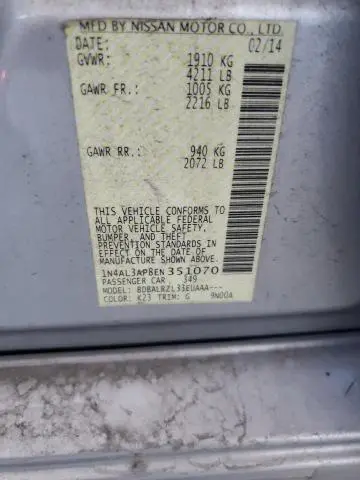 MFD BY NISSAN MOTOR CO., LTD.
DATE: 02/14
GVWR: 1910 KG
4211 LB
GAWR FR.: 1005 KG
2216 LB
GAWR RR.: 940 KG
2072 LB
THIS VEHICLE CONFORMS TO
ALL APPLICABLE FEDERAL
MOTOR VEHICLE SAFETY,
BUMPER, AND THEFT
PREVENTION STANDARDS IN
EFFECT ON THE DATE OF
MANUFACTURE SHOWN ABOVE.
1N4AL3AP8EN351070
PASSENGER CAR 349
MODEL: BDBALRZL33EUAAA---
COLOR: K23 TRIM: G 9N00A